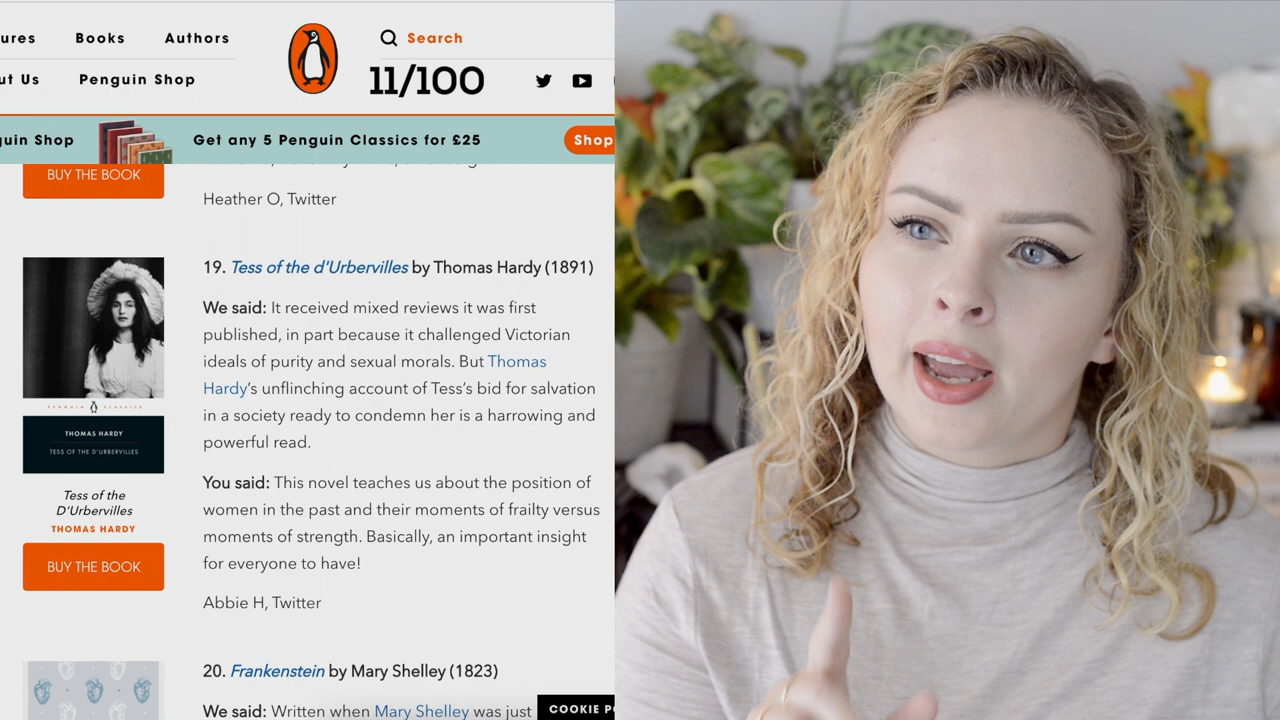 ures Books Authors
Search
ut Us Penguin Shop
11/100
guin Shop Get any 5 Penguin Classics for £25 Shop
BUY THE BOOK
Heather O, Twitter
19. Tess of the d'Urbervilles by Thomas Hardy (1891)
We said: It received mixed reviews it was first
published, in part because it challenged Victorian
ideals of purity and sexual morals. But Thomas
Hardy's unflinching account of Tess's bid for salvation
in a society ready to condemn her is a harrowing and
powerful read.
You said: This novel teaches us about the position of
women in the past and their moments of frailty versus
moments of strength. Basically, an important insight
for everyone to have!
Abbie H, Twitter
PENGUIN CLASSICS
THOMAS HARDY
TESS OF THE D'URBERVILLES
Tess of the
D'Urbervilles
THOMAS HARDY
BUY THE BOOK
20. Frankenstein by Mary Shelley (1823)
We said: Written when Mary Shelley was just
COOKIE P